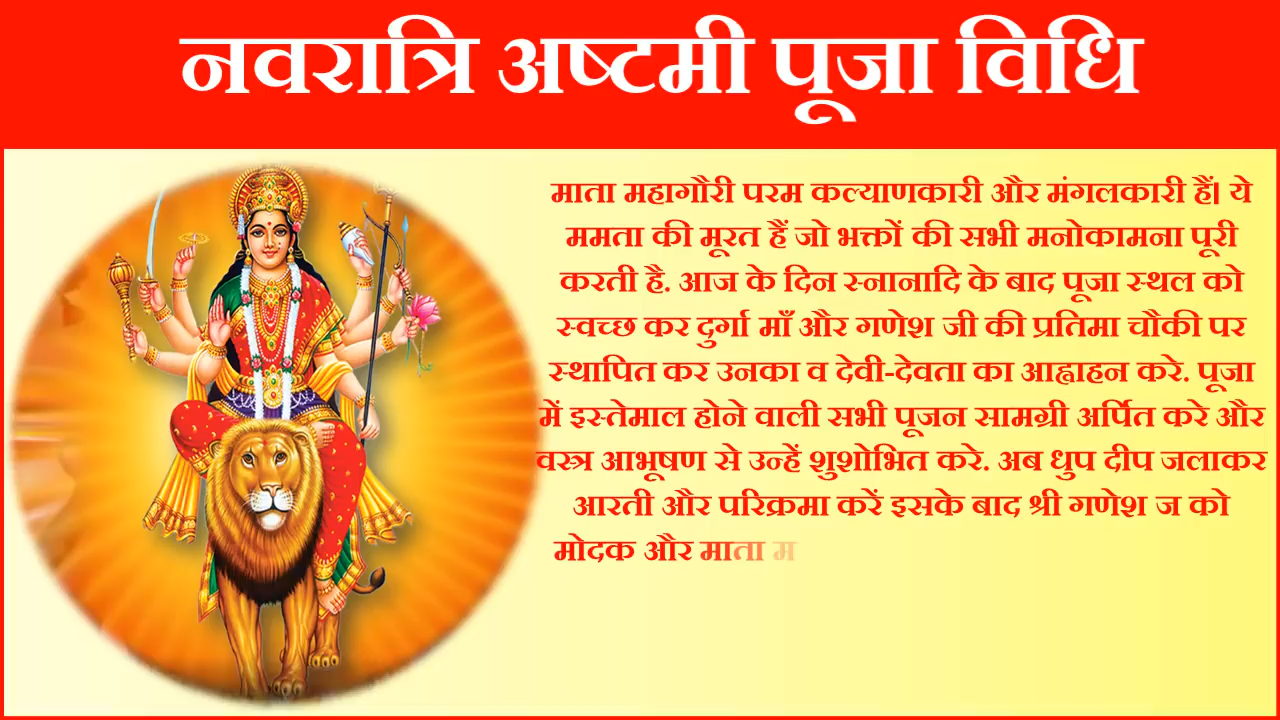 नवरात्रि अष्टमी पूजा विधि
माता महागौरी परम कल्याणकारी और मंगलकारी हैं। ये
ममता की मूरत हैं जो भक्तों की सभी मनोकामना पूरी
करती है. आज के दिन स्नानादि के बाद पूजा स्थल को
स्वच्छ कर दुर्गा माँ और गणेश जी की प्रतिमा चौकी पर
स्थापित कर उनका व देवी-देवता का आह्वाहन करे. पूजा
में इस्तेमाल होने वाली सभी पूजन सामग्री अर्पित करे और
वस्त्र आभूषण से उन्हें शुशोभित करे. अब धुप दीप जलाकर
आरती और परिक्रमा करें इसके बाद श्री गणेश ज को
मोदक और माता म